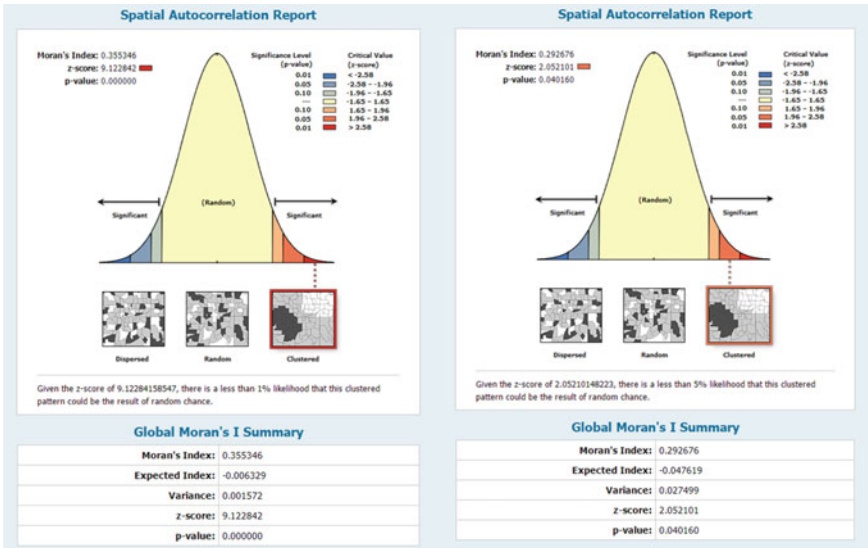 Spatial Autocorrelation Report
Moran's Index: 0.355346
z-score: 9.122842
p-value: 0.000000
Significance Level Critical Value
(p-value) (z-score)
0.01 < -2.58
0.05 -2.58 - -1.96
0.10 -1.96 - -1.65
— -1.65 - 1.65
0.10 1.65 - 1.96
0.05 1.96 - 2.58
0.01 > 2.58
(Random)
Significant Significant
Dispersed Random Clustered
Given the z-score of 9.12284158547, there is a less than 1% likelihood that this clustered
pattern could be the result of random chance.
Global Moran's I Summary
Moran's Index: 0.355346
Expected Index: -0.006329
Variance: 0.001572
z-score: 9.122842
p-value: 0.000000
Spatial Autocorrelation Report
Moran's Index: 0.292676
z-score: 2.052101
p-value: 0.040160
Significance Level Critical Value
(p-value) (z-score)
0.01 < -2.58
0.05 -2.58 - -1.96
0.10 -1.96 - -1.65
— -1.65 - 1.65
0.10 1.65 - 1.96
0.05 1.96 - 2.58
0.01 > 2.58
(Random)
Significant Significant
Dispersed Random Clustered
Given the z-score of 2.05210148223, there is a less than 5% likelihood that this clustered
pattern could be the result of random chance.
Global Moran's I Summary
Moran's Index: 0.292676
Expected Index: -0.047619
Variance: 0.027499
z-score: 2.052101
p-value: 0.040160